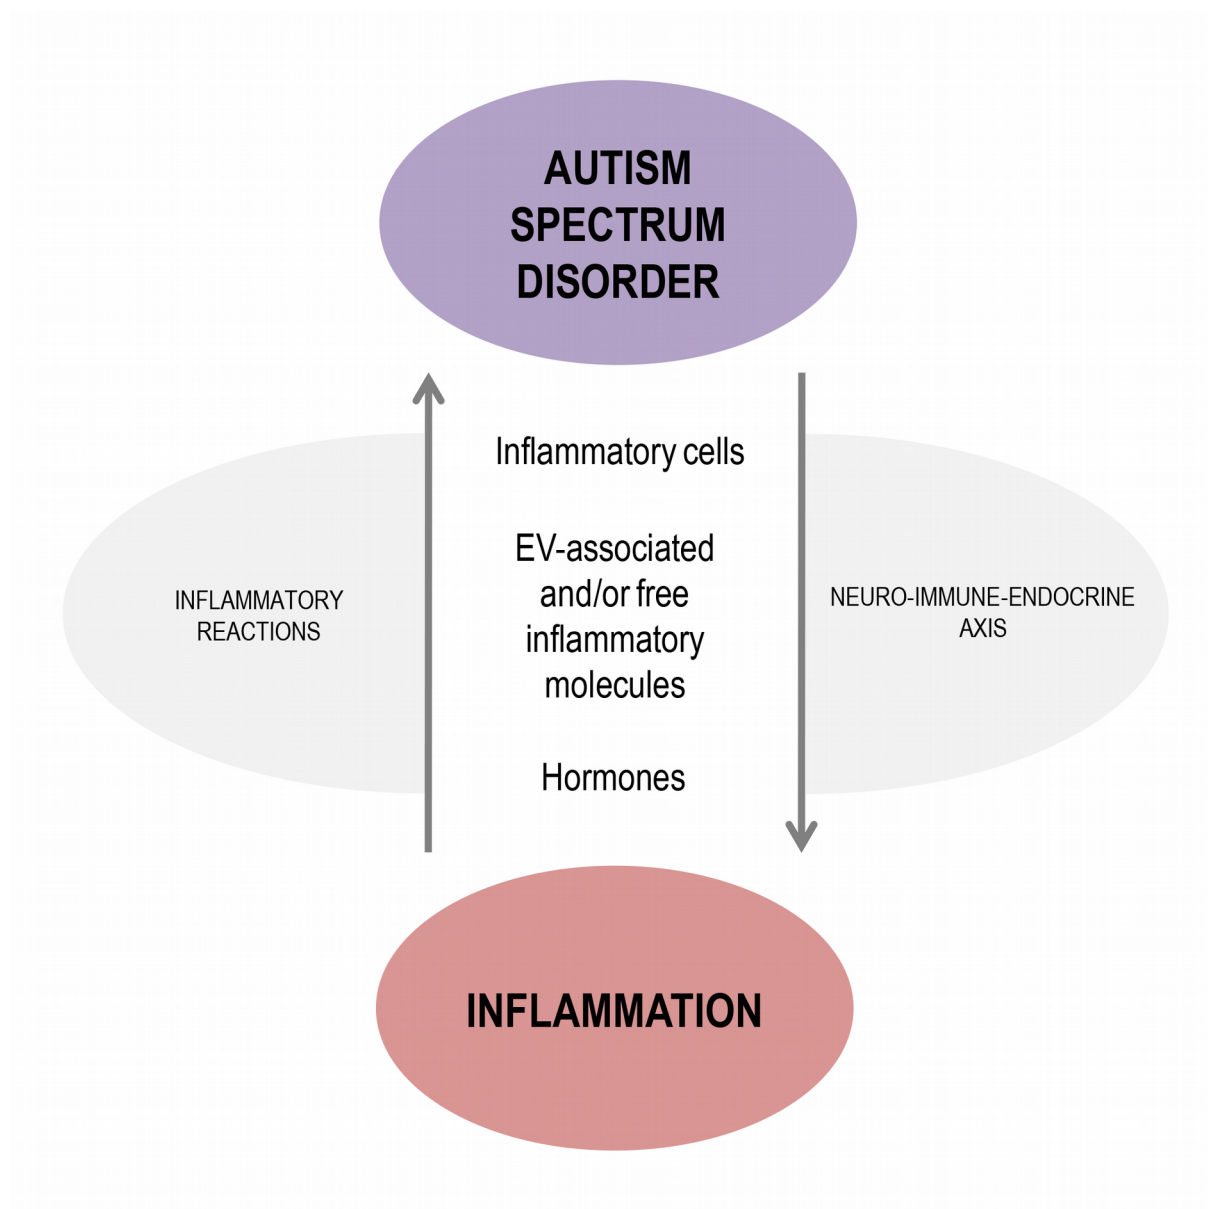 AUTISM
SPECTRUM
DISORDER
Inflammatory cells
EV-associated
and/or free
inflammatory
molecules
Hormones
INFLAMMATORY
REACTIONS
NEURO-IMMUNE-ENDOCRINE
AXIS
INFLAMMATION